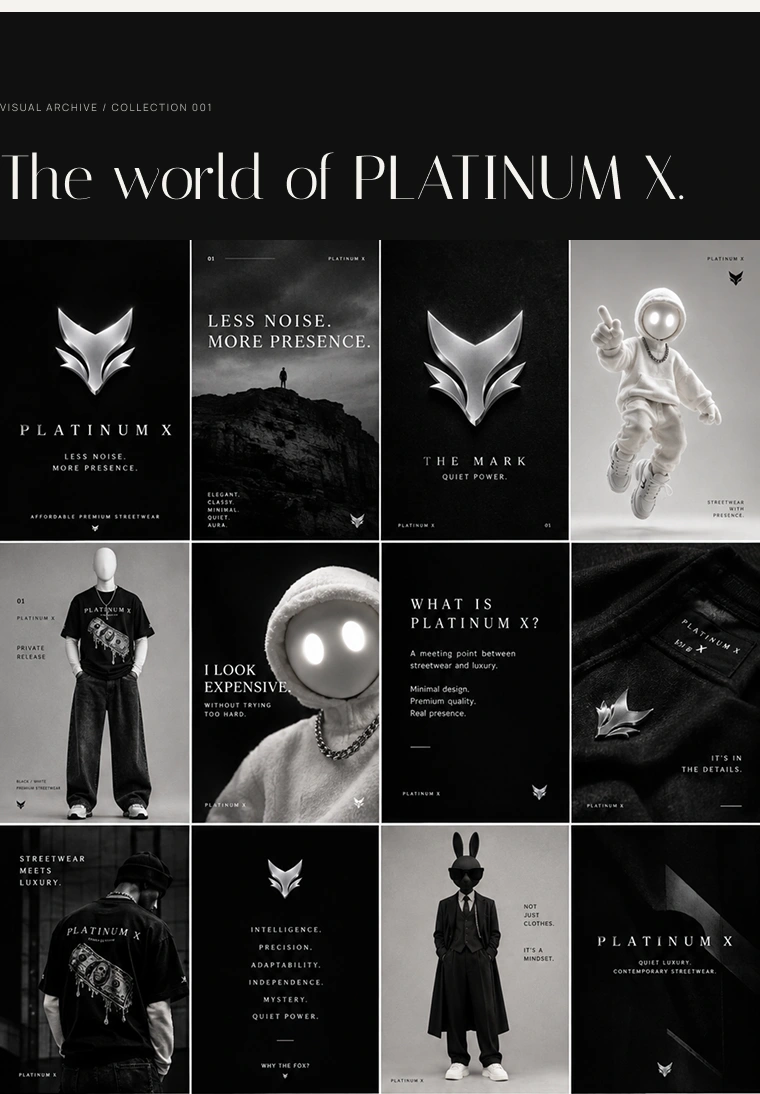 VISUAL ARCHIVE / COLLECTION 001
The world of PLATINUM X.
PLATINUM X
LESS NOISE.
MORE PRESENCE.
AFFORDABLE PREMIUM STREETWEAR
01
PLATINUM X
LESS NOISE.
MORE PRESENCE.
ELEGANT.
CLASSY.
MINIMAL.
QUIET.
AURA.
THE MARK
QUIET POWER.
PLATINUM X
01
PLATINUM X
STREETWEAR
WITH
PRESENCE.
01
PLATINUM X
PRIVATE
RELEASE
PLATINUM X
BLACK / WHITE
PREMIUM STREETWEAR
I LOOK
EXPENSIVE.
WITHOUT TRYING
TOO HARD.
PLATINUM X
WHAT IS
PLATINUM X?
A meeting point between
streetwear and luxury.
Minimal design.
Premium quality.
Real presence.
PLATINUM X
PLATINUM X
X
IT'S IN
THE DETAILS.
PLATINUM X
STREETWEAR
MEETS
LUXURY.
PLATINUM X
PLATINUM X
INTELLIGENCE.
PRECISION.
ADAPTABILITY.
INDEPENDENCE.
MYSTERY.
QUIET POWER.
WHY THE FOX?
NOT
JUST
CLOTHES.
IT'S A
MINDSET.
PLATINUM X
PLATINUM X
QUIET LUXURY.
CONTEMPORARY STREETWEAR.